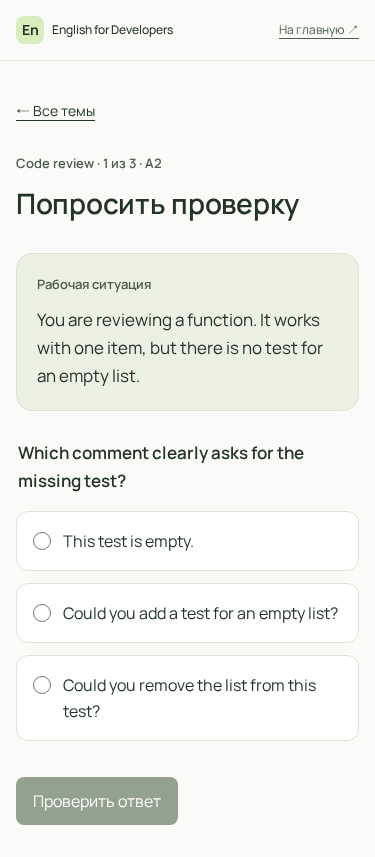 En English for Developers На главную ↗
← Все темы
Code review · 1 из 3 · A2
Попросить проверку
Рабочая ситуация
You are reviewing a function. It works
with one item, but there is no test for
an empty list.
Which comment clearly asks for the
missing test?
This test is empty.
Could you add a test for an empty list?
Could you remove the list from this
test?
Проверить ответ